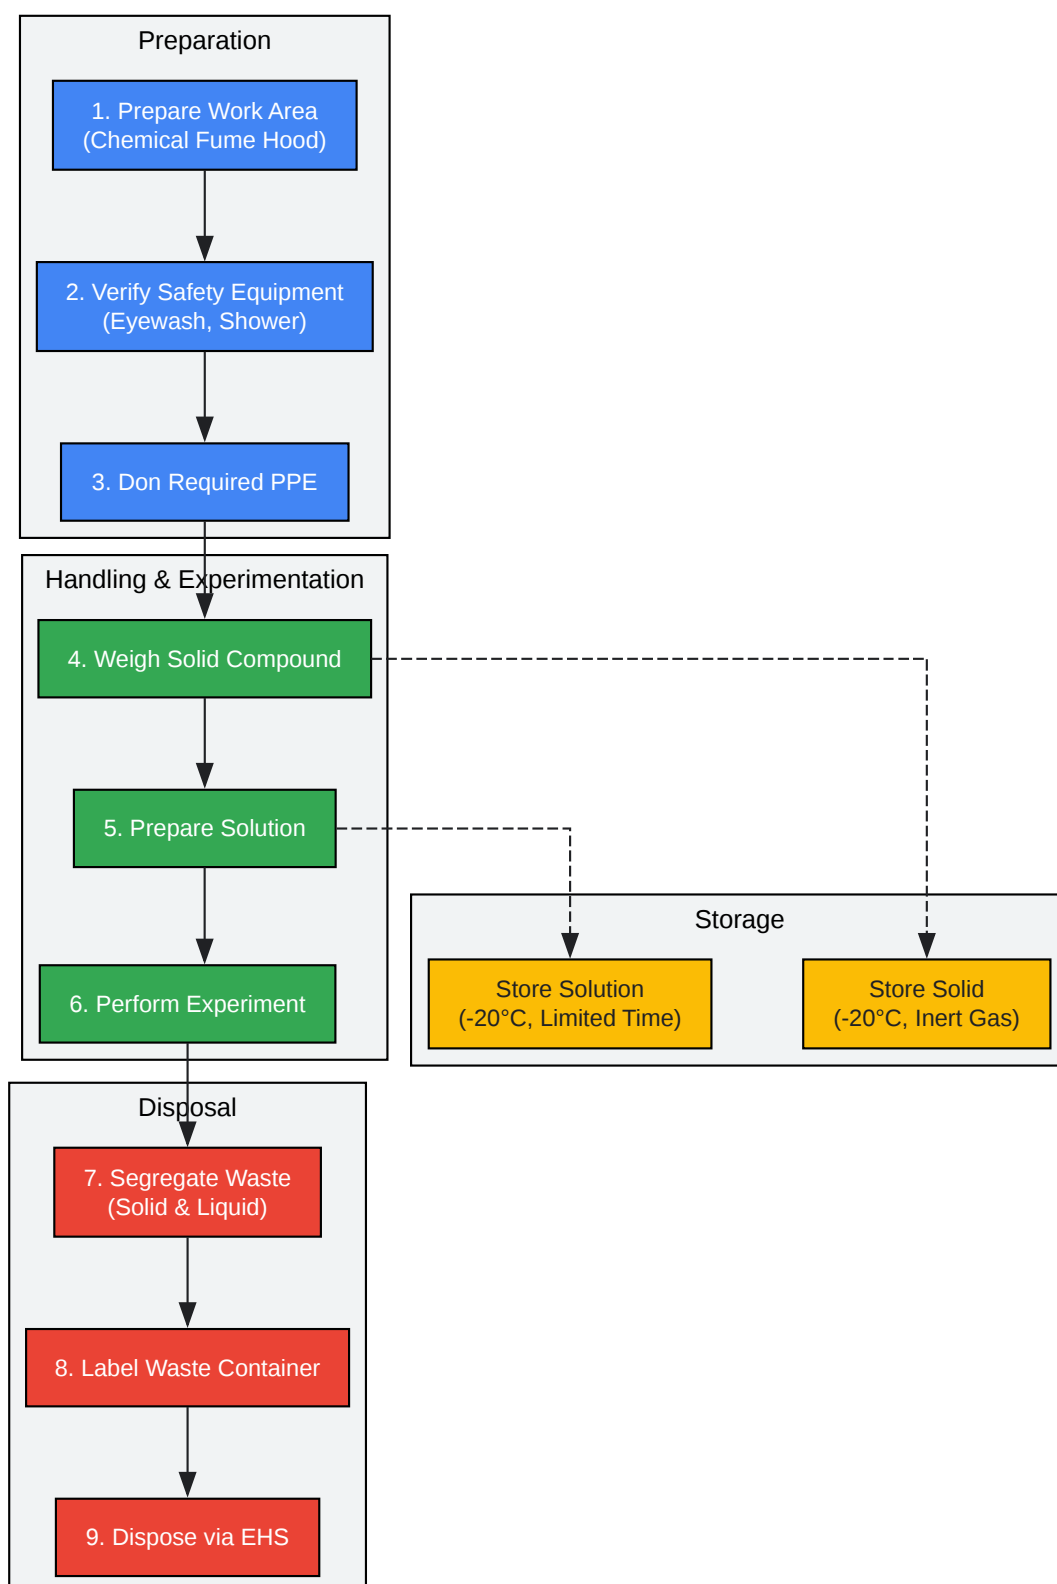 Preparation
1. Prepare Work Area
(Chemical Fume Hood)
2. Verify Safety Equipment
(Eyewash, Shower)
3. Don Required PPE
Handling & Experimentation
4. Weigh Solid Compound
5. Prepare Solution
6. Perform Experiment
Storage
Store Solution
(-20°C, Limited Time)
Store Solid
(-20°C, Inert Gas)
Disposal
7. Segregate Waste
(Solid & Liquid)
8. Label Waste Container
9. Dispose via EHS